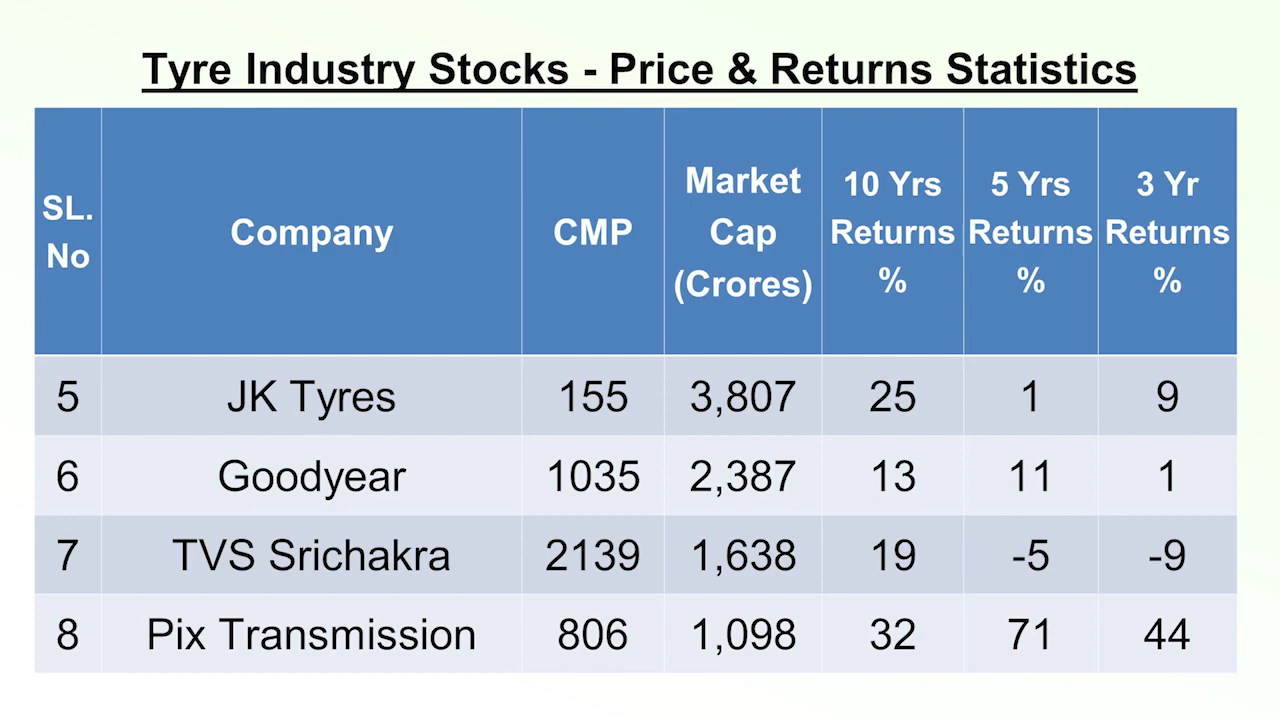 Tyre Industry Stocks - Price & Returns Statistics
SL. No Company CMP Market Cap (Crores) 10 Yrs Returns % 5 Yrs Returns % 3 Yr Returns %
5 JK Tyres 155 3,807 25 1 9
6 Goodyear 1035 2,387 13 11 1
7 TVS Srichakra 2139 1,638 19 -5 -9
8 Pix Transmission 806 1,098 32 71 44